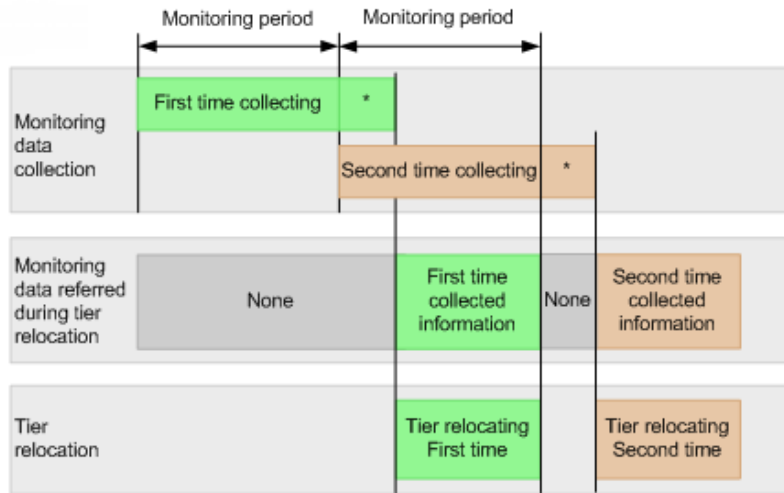 Monitoring period
Monitoring period
Monitoring
data
collection
First time collecting
*
Second time collecting
*
Monitoring
data referred
during tier
relocation
None
First time
collected
information
None
Second time
collected
information
Tier
relocation
Tier relocating
First time
Tier relocating
Second time